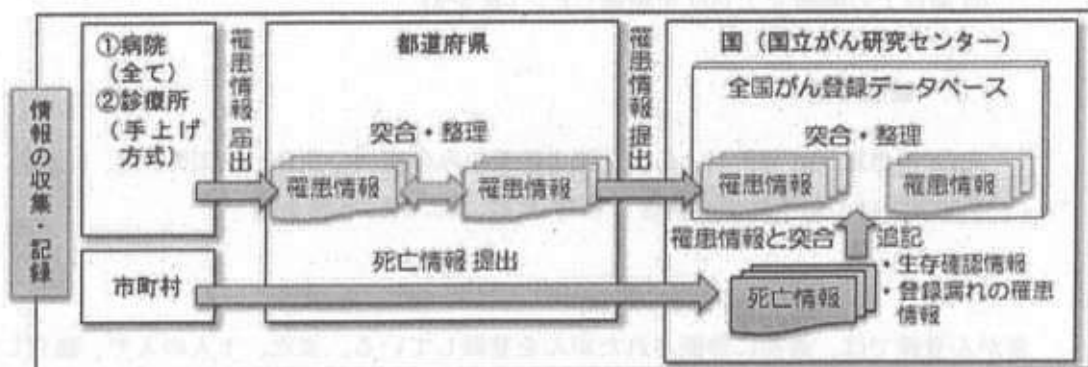 情報の収集・記録
①病院
(全て)
②診療所
(手上げ
方式)
市町村
罹患情報 届出
都道府県
突合・整理
罹患情報
罹患情報
死亡情報 提出
罹患情報 提出
国(国立がん研究センター)
全国がん登録データベース
突合・整理
罹患情報
罹患情報
罹患情報と突合
追記
・生存確認情報
・登録漏れの罹患
情報
死亡情報